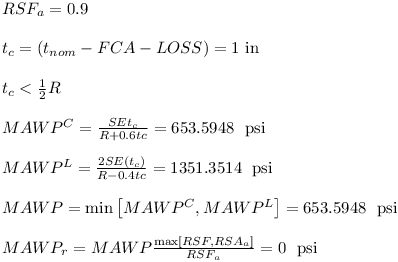 RSF_a = 0.9
t_c = (t_{nom} − FCA − LOSS) = 1 in
t_c < \frac{1}{2} R
MAWP^C = \frac{SEt_c}{R+0.6tc} = 653.5948 psi
MAWP^L = \frac{2SE(t_c)}{R−0.4tc} = 1351.3514 psi
MAWP = min [MAWP^C, MAWP^L] = 653.5948 psi
MAWP_r = MAWP \frac{max[RSF,RSA_a]}{RSF_a} = 0 psi